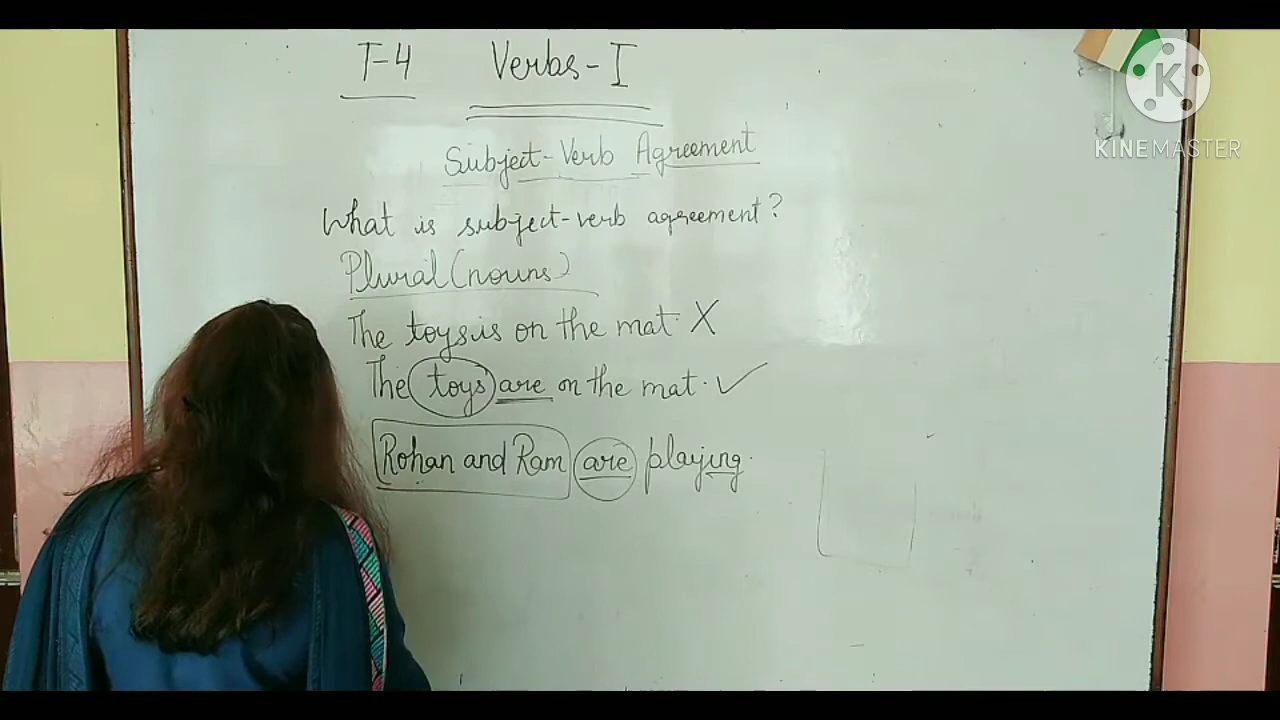 T-4 Verbs-I
Subject-Verb Agreement
What is subject-verb agreement?
Plural (nouns)
The toys is on the mat. X
The toys are on the mat. ✓
Rohan and Ram are playing.
K
KINEMASTER